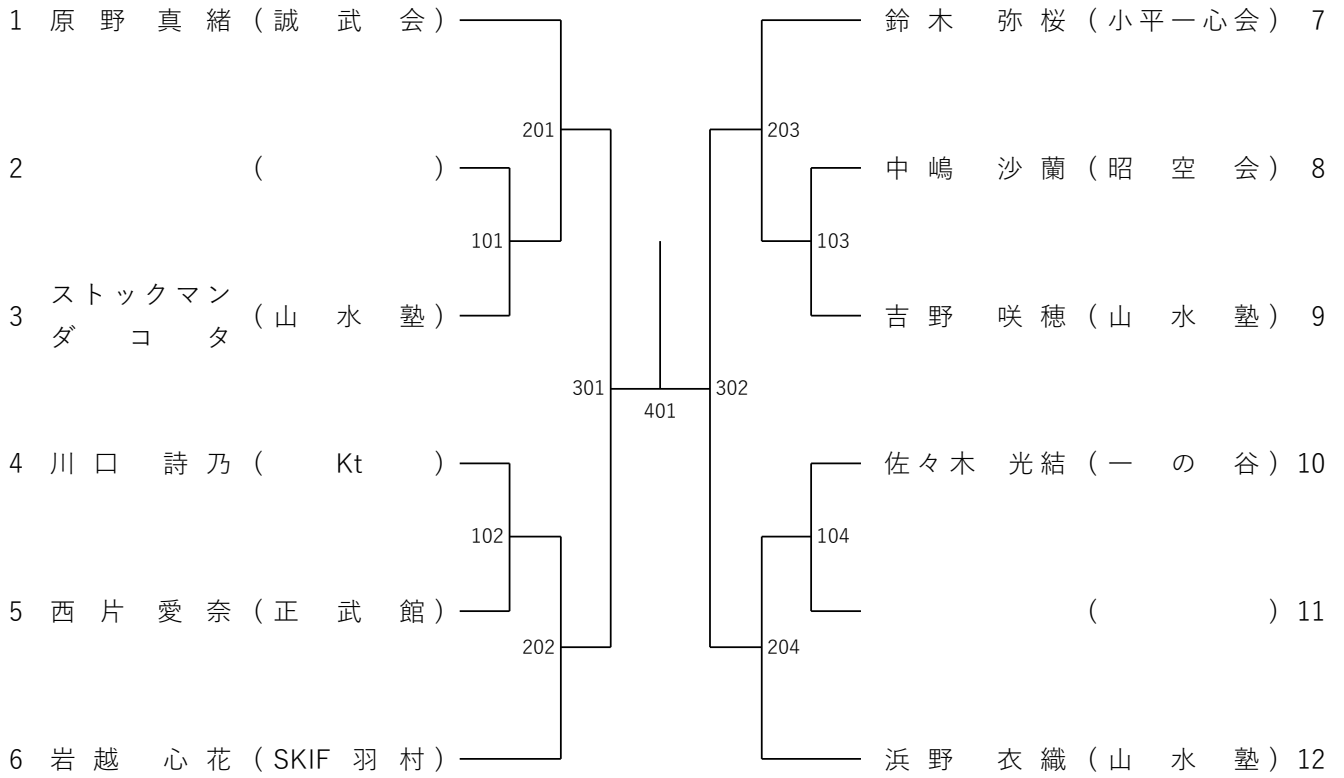 1 原野 真緒 (誠武会)
鈴木 弥桜 (小平一心会) 7
201
203
2 ( )
中嶋 沙蘭 (昭空会) 8
101
103
3 ストックマン ダコタ (山水塾)
吉野 咲穂 (山水塾) 9
301
302
401
4 川口 詩乃 (Kt)
佐々木 光結 (一の谷) 10
102
104
5 西片 愛奈 (正武館)
( ) 11
202
204
6 岩越 心花 (SKIF 羽村)
浜野 衣織 (山水塾) 12